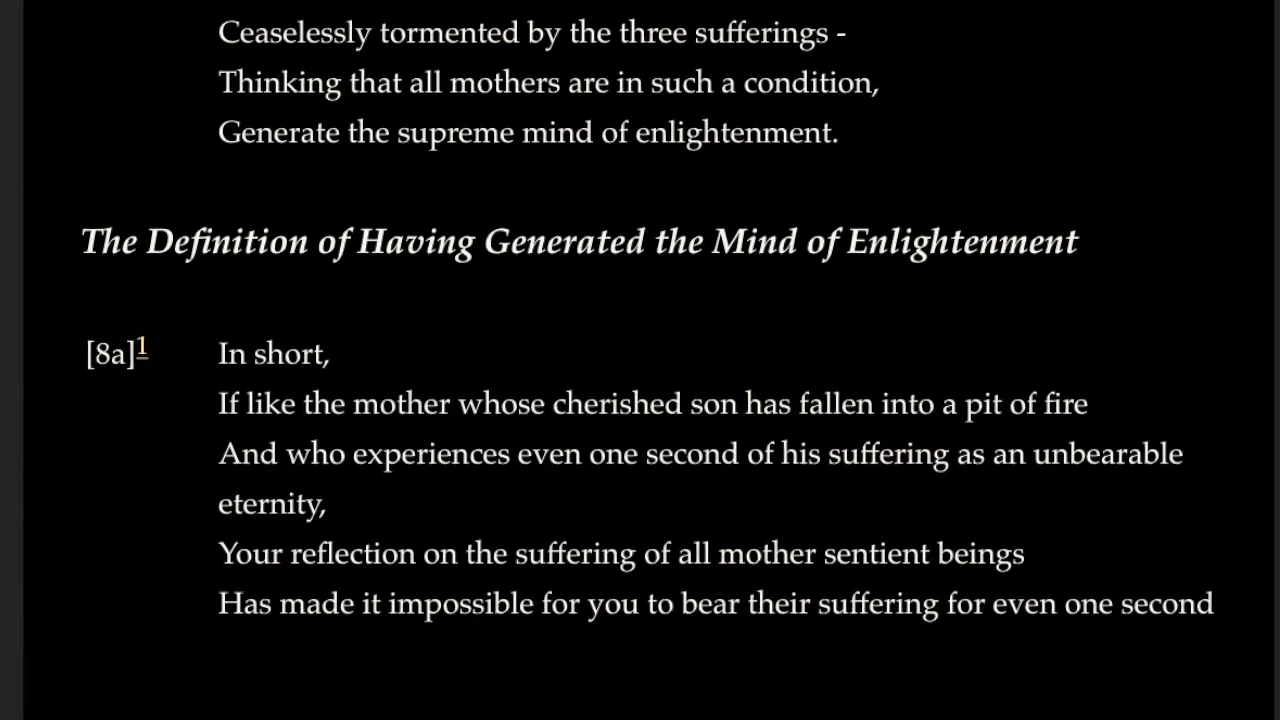 Ceaselessly tormented by the three sufferings -
Thinking that all mothers are in such a condition,
Generate the supreme mind of enlightenment.
The Definition of Having Generated the Mind of Enlightenment
[8a]1 In short,
If like the mother whose cherished son has fallen into a pit of fire
And who experiences even one second of his suffering as an unbearable
eternity,
Your reflection on the suffering of all mother sentient beings
Has made it impossible for you to bear their suffering for even one second